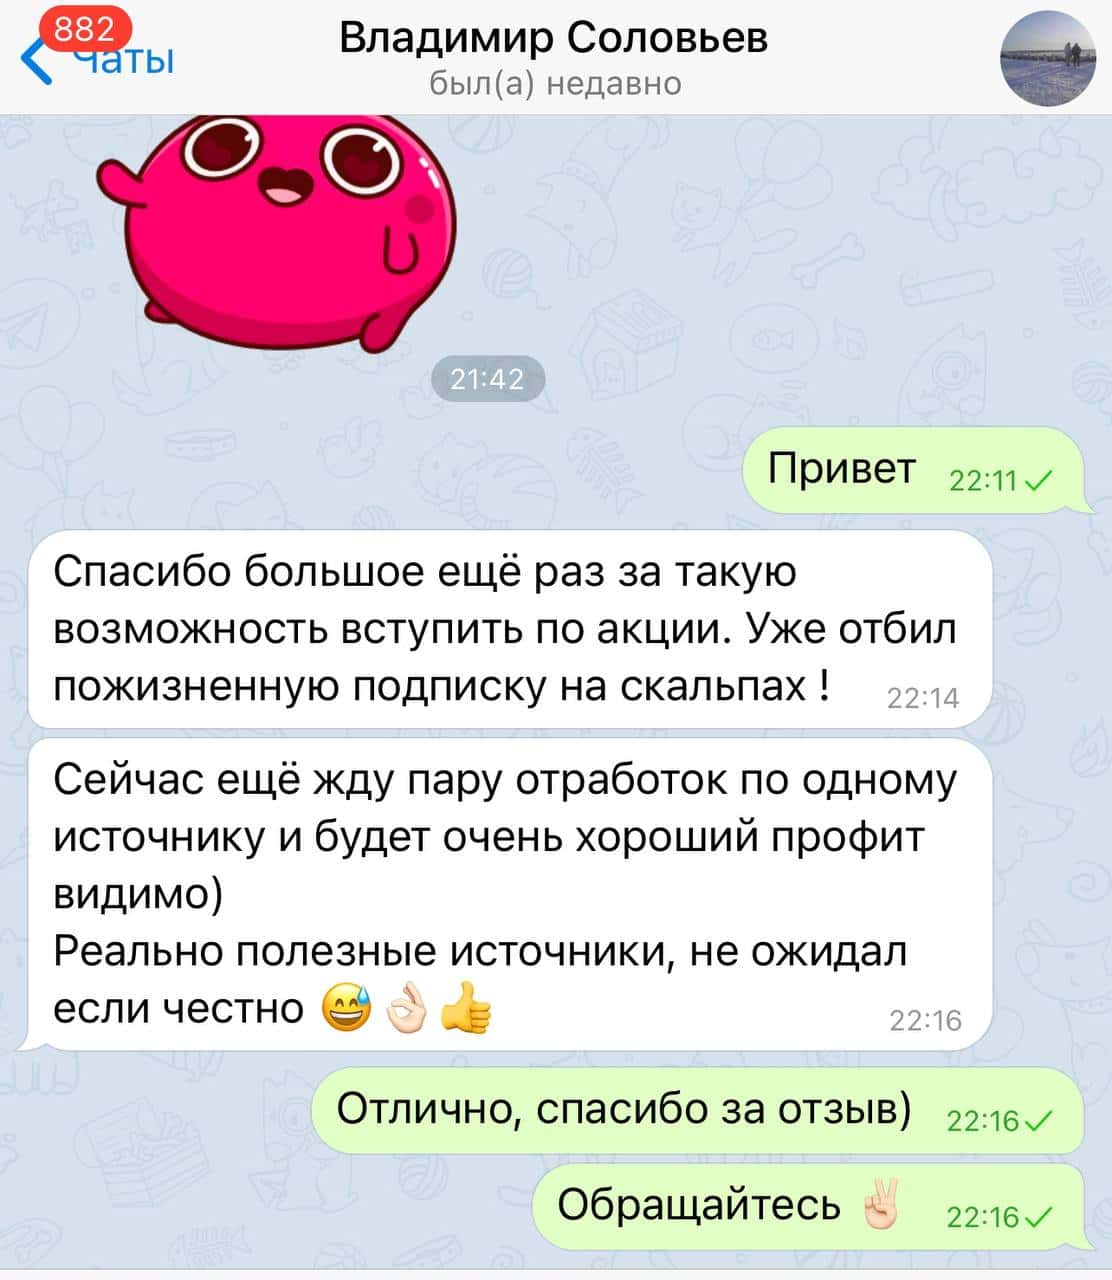 882
Чаты
Владимир Соловьев
был(а) недавно
21:42
Привет 22:11
Спасибо большое ещё раз за такую
возможность вступить по акции. Уже отбил
пожизненную подписку на скальпах ! 22:14
Сейчас ещё жду пару отработок по одному
источнику и будет очень хороший профит
видимо)
Реально полезные источники, не ожидал
если честно 😅👌🏻👍 22:16
Отлично, спасибо за отзыв) 22:16
Обращайтесь ✌🏻 22:16